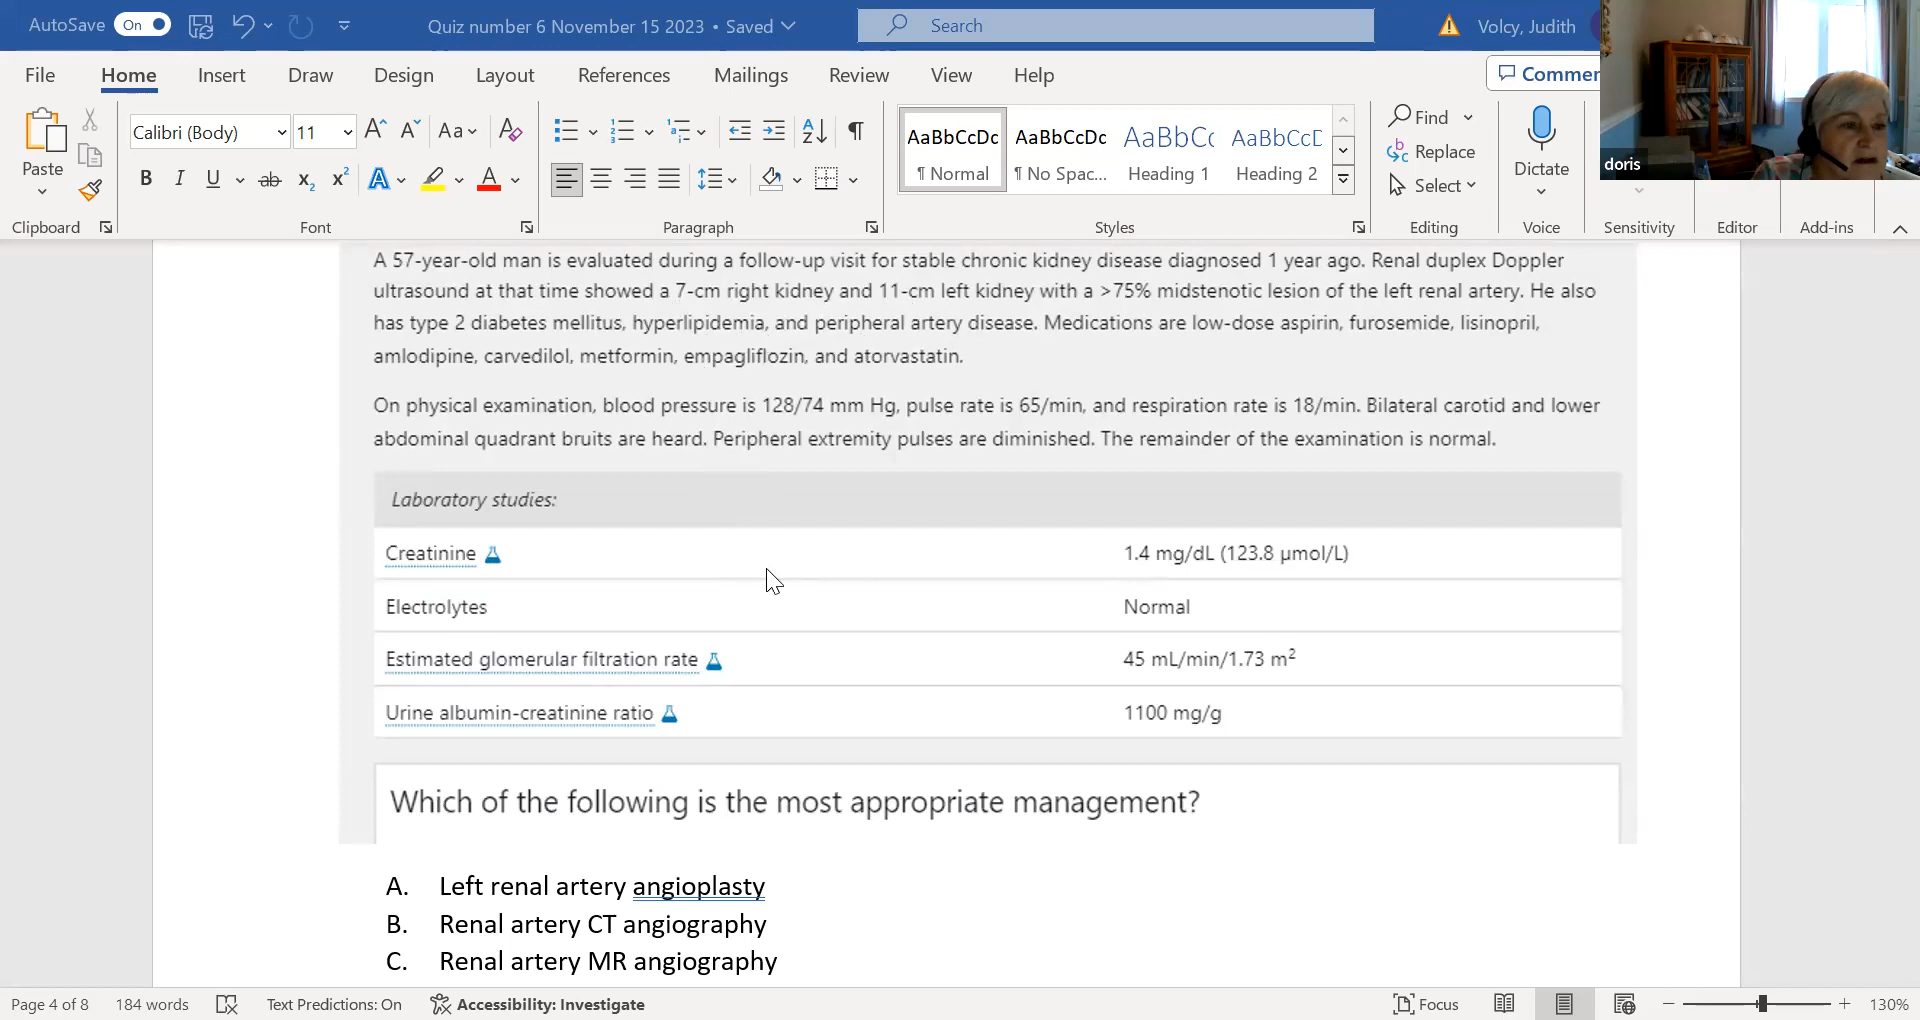 AutoSave On Quiz number 6 November 15 2023 • Saved Search Volcy, Judith
File Home Insert Draw Design Layout References Mailings Review View Help Commen
doris
Paste Calibri (Body) 11 Aa
AaBbCcDc AaBbCcDc AaBbCc AaBbCcD
¶ Normal ¶ No Spac... Heading 1 Heading 2
Find
Replace
Select
Dictate
B I U ab x₂ x² A A
Clipboard Font Paragraph Styles Editing Voice Sensitivity Editor Add-ins
A 57-year-old man is evaluated during a follow-up visit for stable chronic kidney disease diagnosed 1 year ago. Renal duplex Doppler
ultrasound at that time showed a 7-cm right kidney and 11-cm left kidney with a >75% midstenotic lesion of the left renal artery. He also
has type 2 diabetes mellitus, hyperlipidemia, and peripheral artery disease. Medications are low-dose aspirin, furosemide, lisinopril,
amlodipine, carvedilol, metformin, empagliflozin, and atorvastatin.
On physical examination, blood pressure is 128/74 mm Hg, pulse rate is 65/min, and respiration rate is 18/min. Bilateral carotid and lower
abdominal quadrant bruits are heard. Peripheral extremity pulses are diminished. The remainder of the examination is normal.
Laboratory studies:
Creatinine 1.4 mg/dL (123.8 µmol/L)
Electrolytes Normal
Estimated glomerular filtration rate 45 mL/min/1.73 m²
Urine albumin-creatinine ratio 1100 mg/g
Which of the following is the most appropriate management?
A. Left renal artery angioplasty
B. Renal artery CT angiography
C. Renal artery MR angiography
Page 4 of 8 184 words Text Predictions: On Accessibility: Investigate Focus 130%